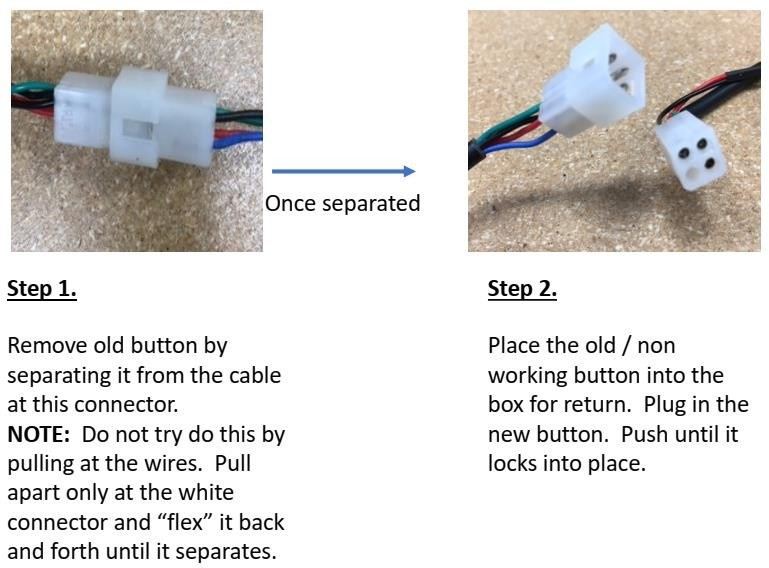 Once separated
Step 1.
Remove old button by
separating it from the cable
at this connector.
NOTE:  Do not try do this by
pulling at the wires.  Pull
apart only at the white
connector and “flex” it back
and forth until it separates.
Step 2.
Place the old / non
working button into the
box for return.  Plug in the
new button.  Push until it
locks into place.